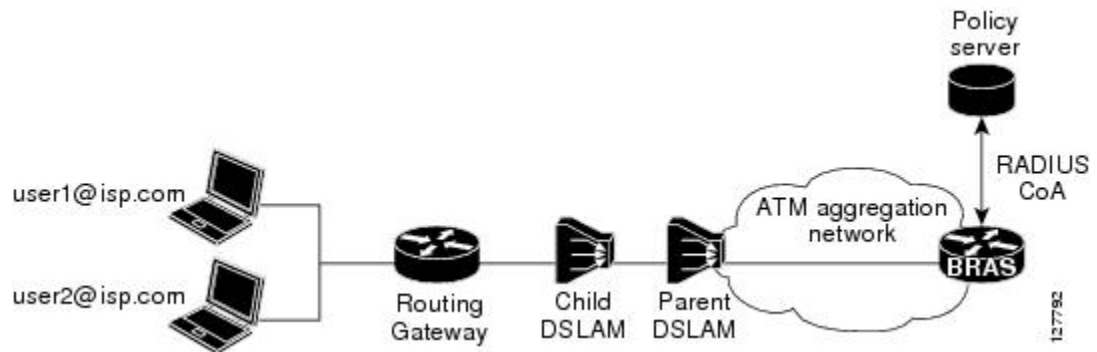 Policy
server
RADIUS
CoA
user1@isp.com
ATM aggregation
network
BRAS
user2@isp.com
Routing
Gateway
Child
DSLAM
Parent
DSLAM
127792